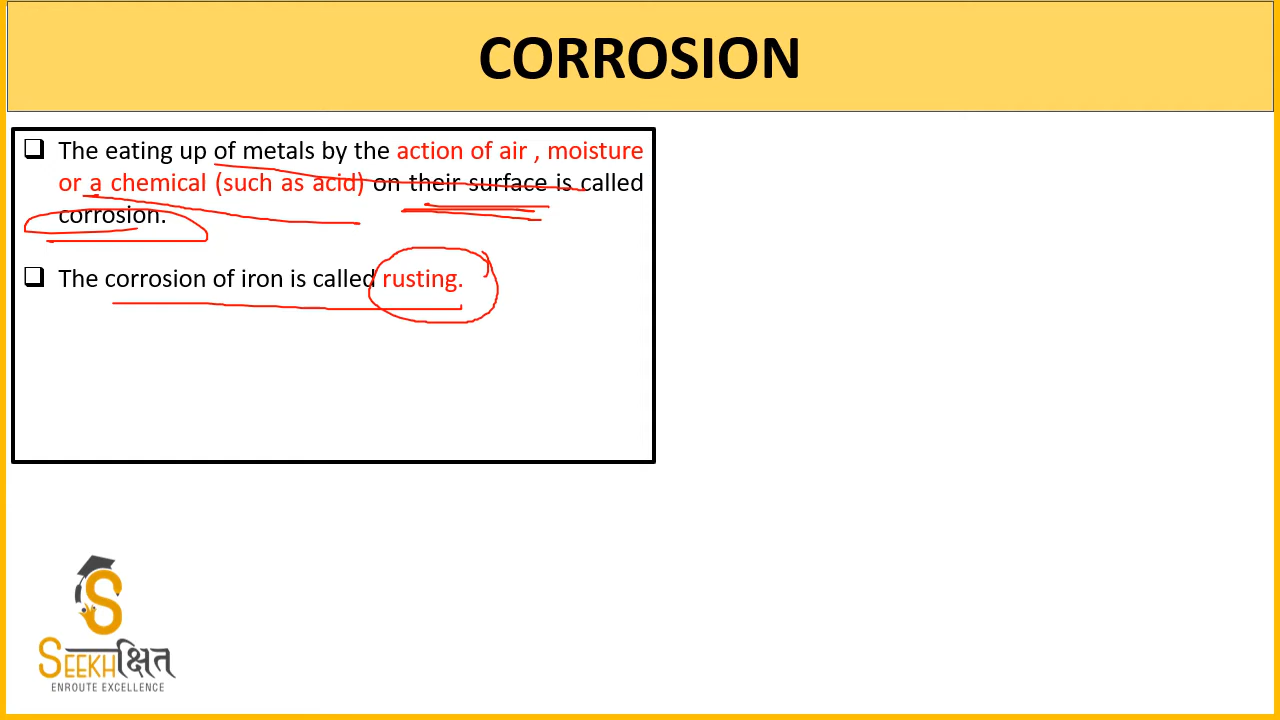 CORROSION
The eating up of metals by the action of air , moisture
or a chemical (such as acid) on their surface is called
corrosion.
The corrosion of iron is called rusting.
S
SEEKHक्षित
ENROUTE EXCELLENCE